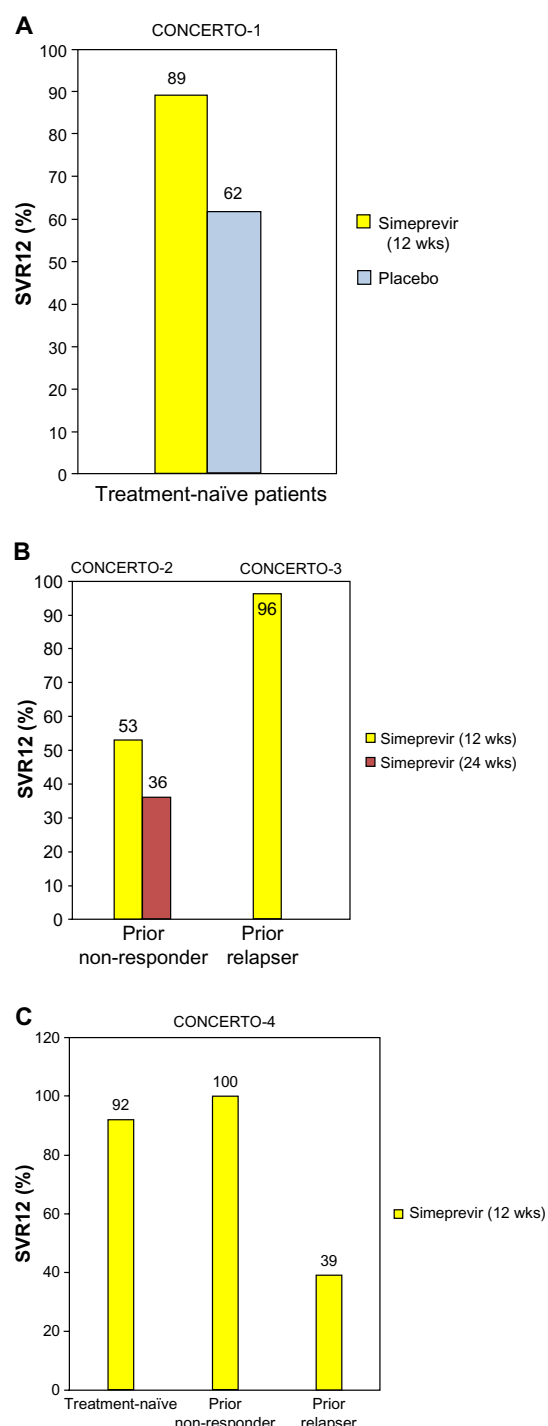 A
CONCERTO-1
100
90
80
70
60
50
40
30
20
10
0
SVR12 (%)
89
62
Simeprevir
(12 wks)
Placebo
Treatment-naïve patients
B
CONCERTO-2 CONCERTO-3
100
90
80
70
60
50
40
30
20
10
0
SVR12 (%)
53
36
96
Simeprevir (12 wks)
Simeprevir (24 wks)
Prior
non-responder
Prior
relapser
C
CONCERTO-4
120
100
80
60
40
20
0
SVR12 (%)
92
100
39
Simeprevir (12 wks)
Treatment-naïve
Prior
non-responder
Prior
relapser